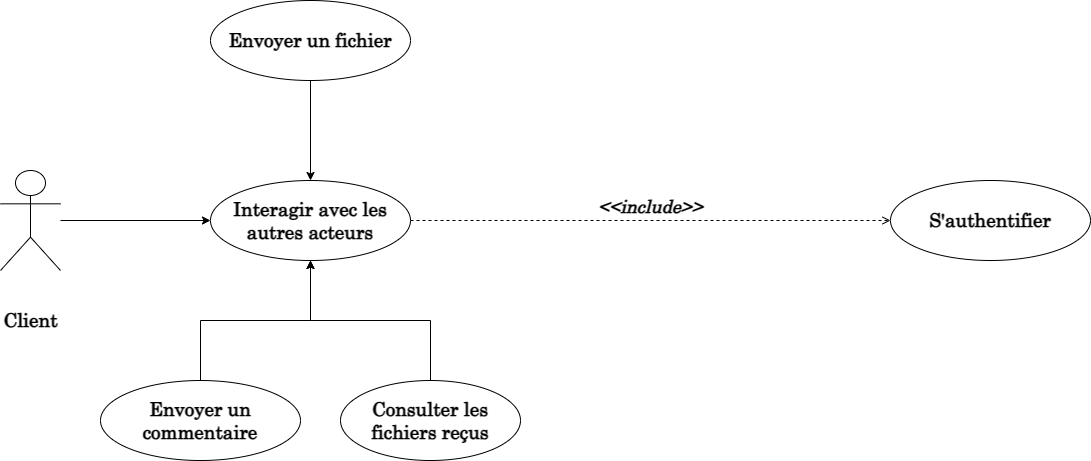 Envoyer un fichier
Interagir avec les
autres acteurs
<<include>>
S'authentifier
Client
Envoyer un
commentaire
Consulter les
fichiers reçus